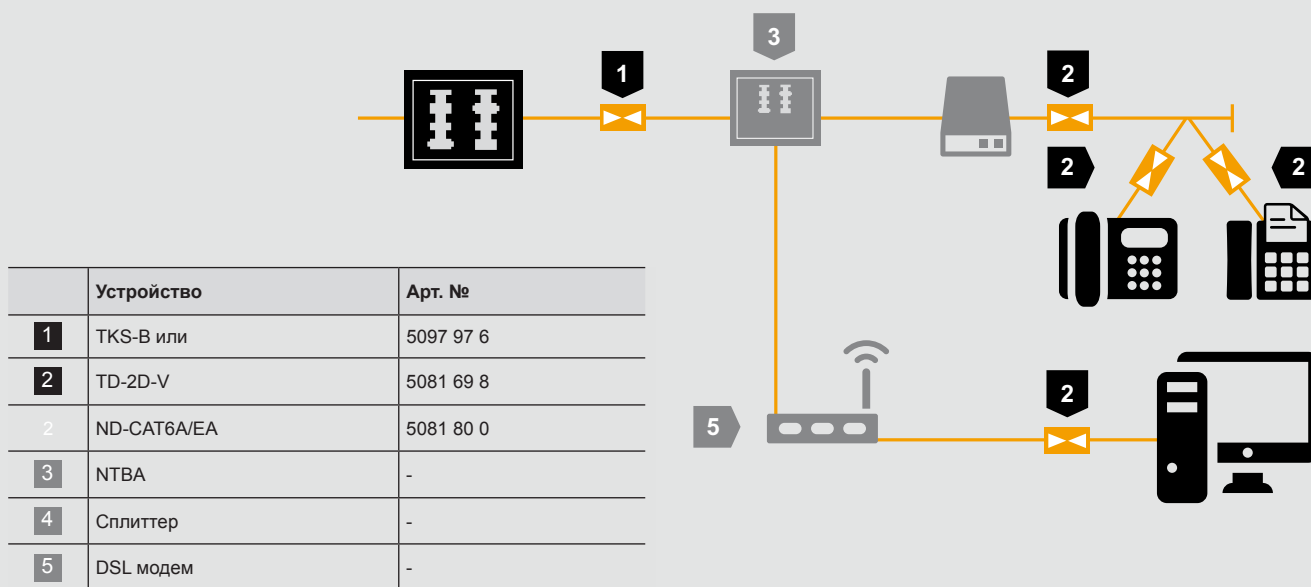 3
1
2
2
2
Устройство Арт. №
1 TKS-B или 5097 97 6
2 TD-2D-V 5081 69 8
2 ND-CAT6A/EA 5081 80 0
3 NTBA -
4 Сплиттер -
5 DSL модем -
5
2